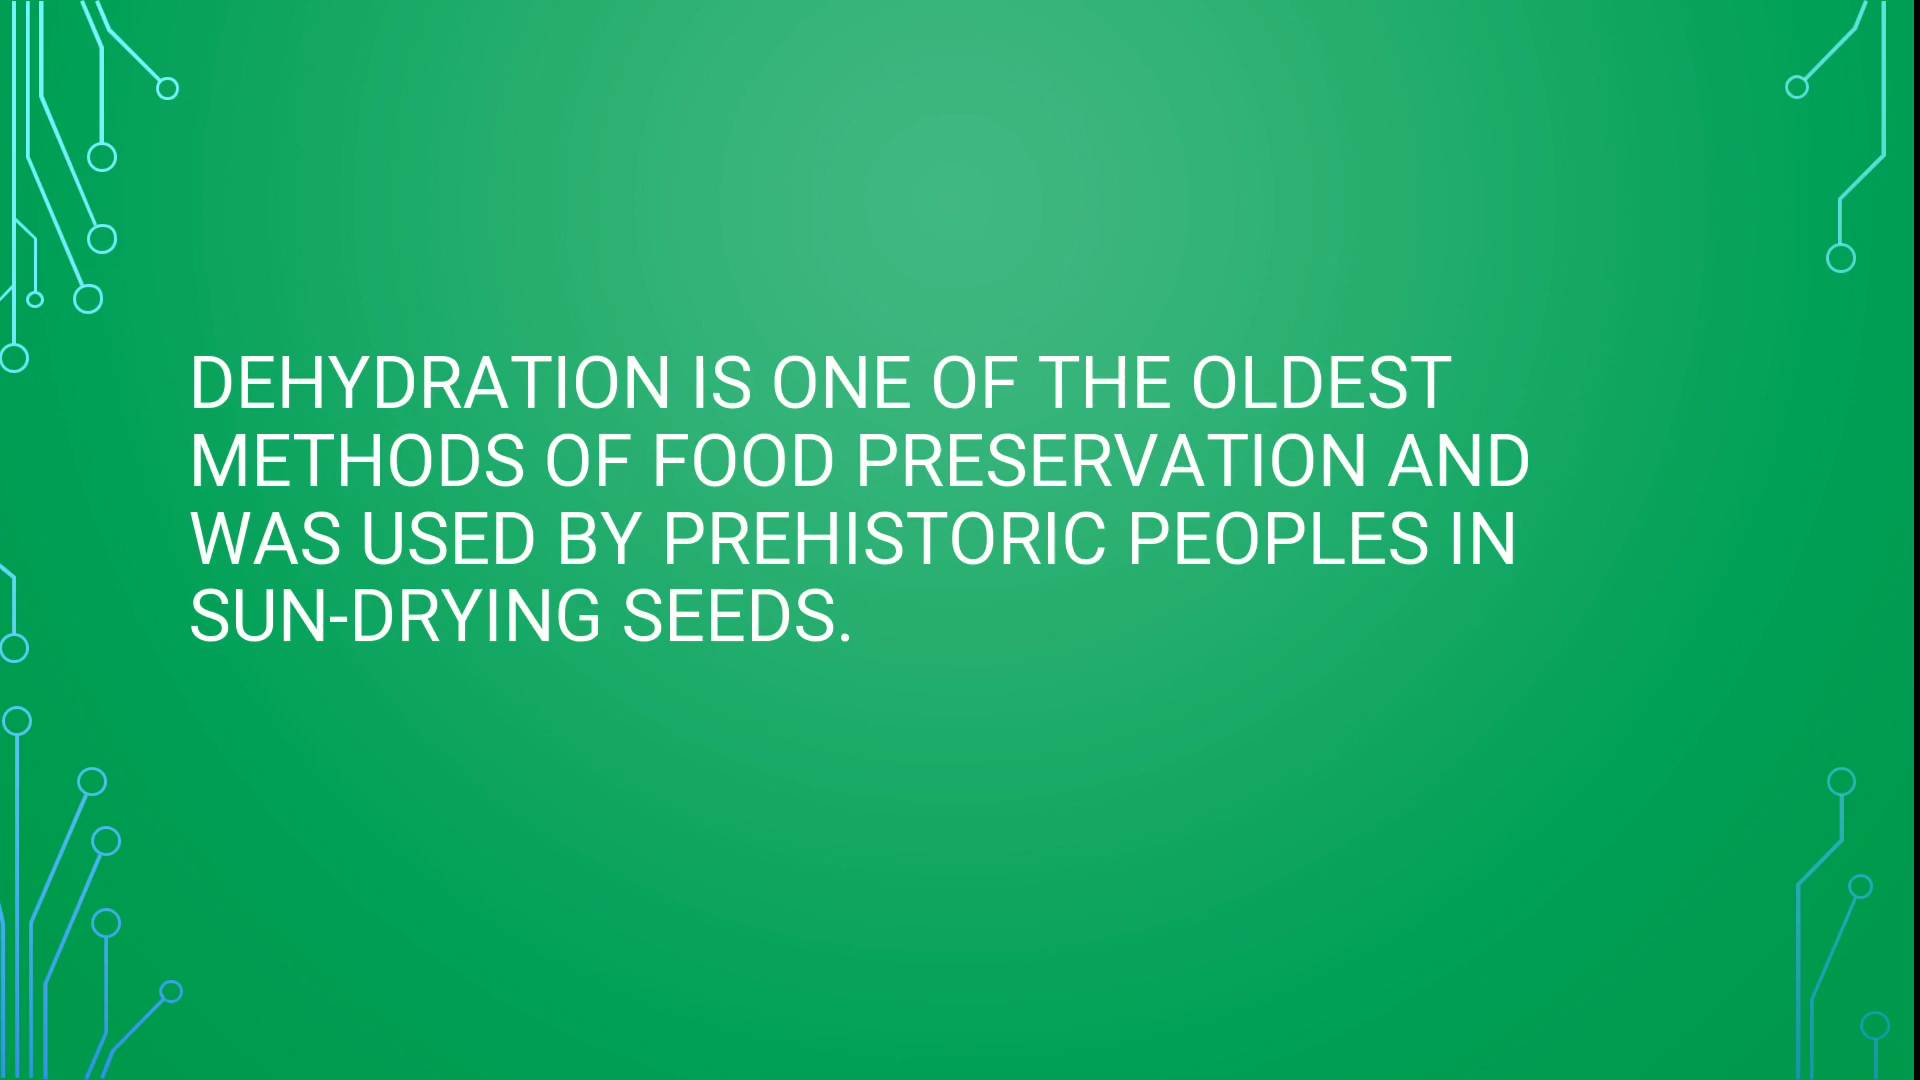 DEHYDRATION IS ONE OF THE OLDEST
METHODS OF FOOD PRESERVATION AND
WAS USED BY PREHISTORIC PEOPLES IN
SUN-DRYING SEEDS.